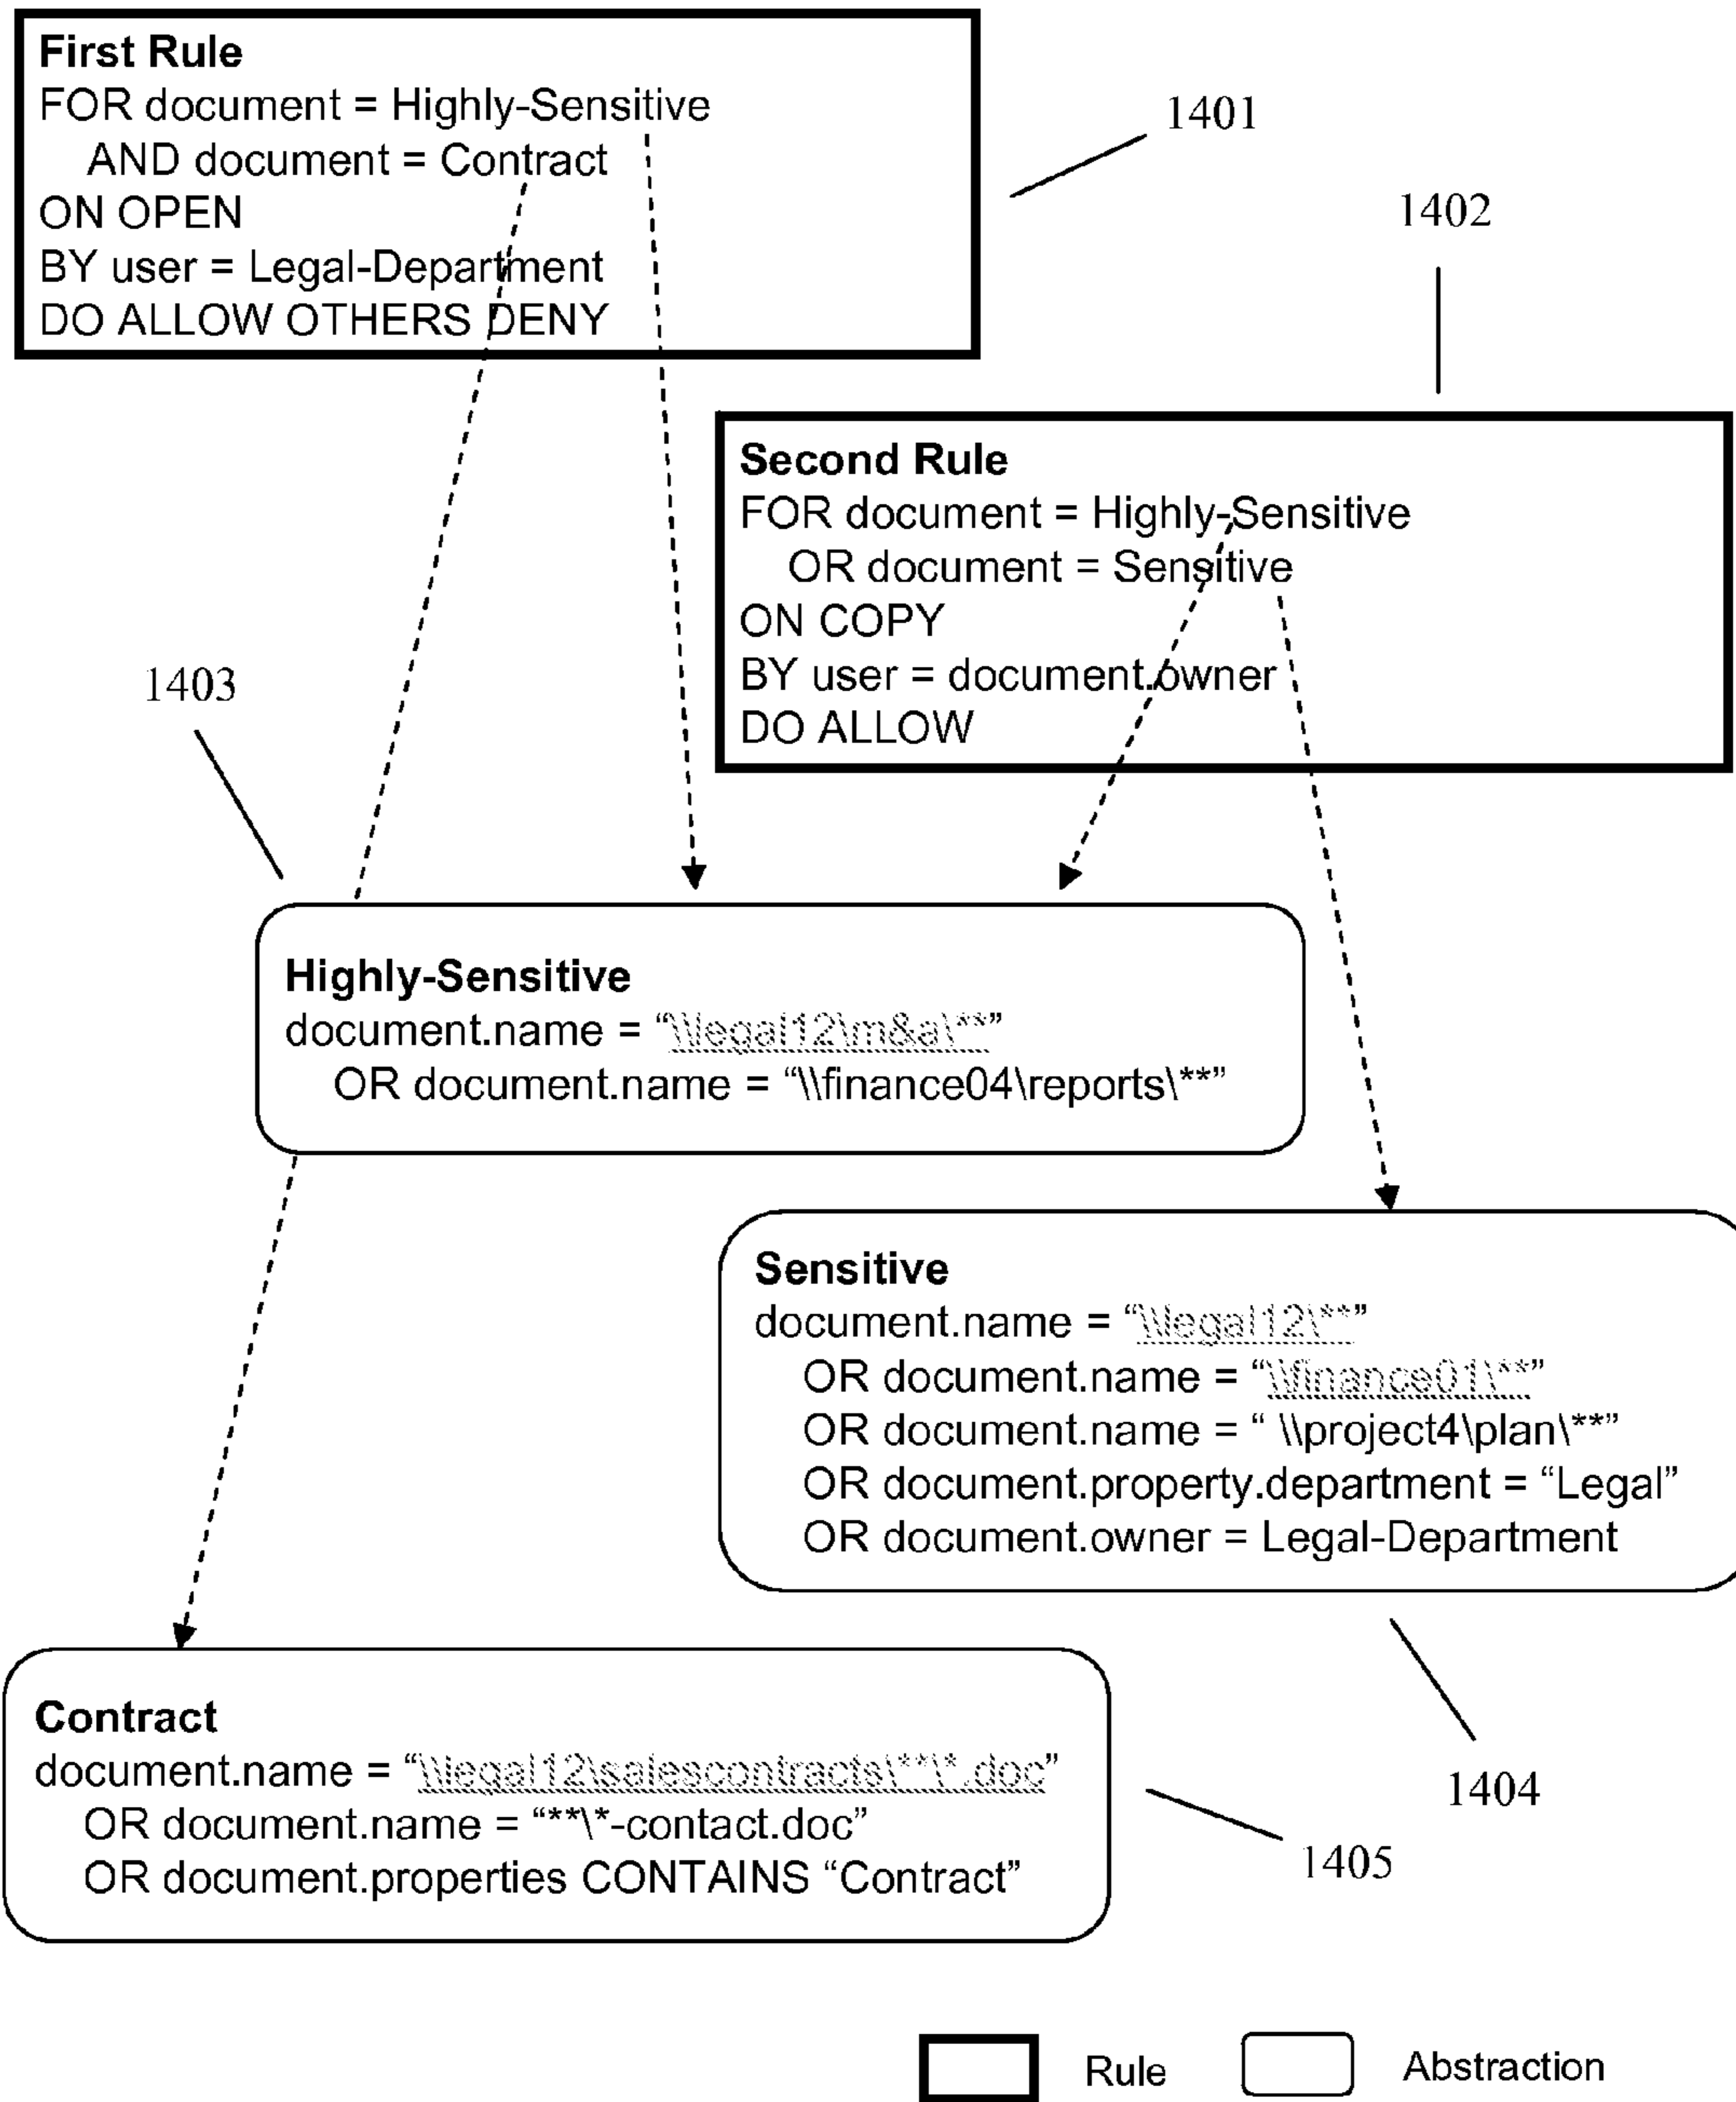 First Rule
FOR document = Highly-Sensitive
AND document = Contract
ON OPEN
BY user = Legal-Department
DO ALLOW OTHERS DENY
1401
1402
Second Rule
FOR document = Highly-Sensitive
OR document = Sensitive
ON COPY
BY user = document.owner
DO ALLOW
1403
Highly-Sensitive
document.name = “\\legal12\m&a\**”
OR document.name = “\\finance04\reports\**”
Sensitive
document.name = “\\legal12\**”
OR document.name = “\\finance01\**”
OR document.name = “ \\project4\plan\**”
OR document.property.department = “Legal”
OR document.owner = Legal-Department
1404
Contract
document.name = “\\legal12\salescontracts\**\*.doc”
OR document.name = “**\*-contact.doc”
OR document.properties CONTAINS “Contract”
1405
Rule
Abstraction